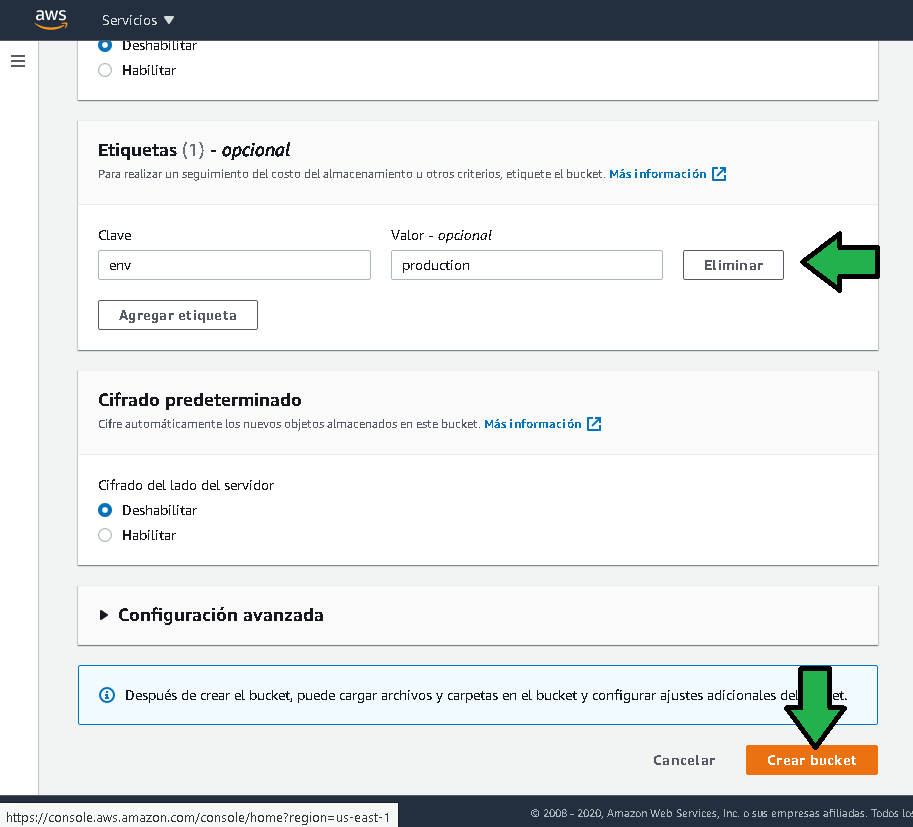 aws Servicios ▼
Deshabilitar
Habilitar
Etiquetas (1) - opcional
Para realizar un seguimiento del costo del almacenamiento u otros criterios, etiquete el bucket. Más información
Clave Valor - opcional
env production Eliminar
Agregar etiqueta
Cifrado predeterminado
Cifre automáticamente los nuevos objetos almacenados en este bucket. Más información
Cifrado del lado del servidor
Deshabilitar
Habilitar
Configuración avanzada
Después de crear el bucket, puede cargar archivos y carpetas en el bucket y configurar ajustes adicionales del
Cancelar Crear bucket
https://console.aws.amazon.com/console/home?region=us-east-1 © 2008 - 2020, Amazon Web Services, Inc. o sus empresas afiliadas. Todos los